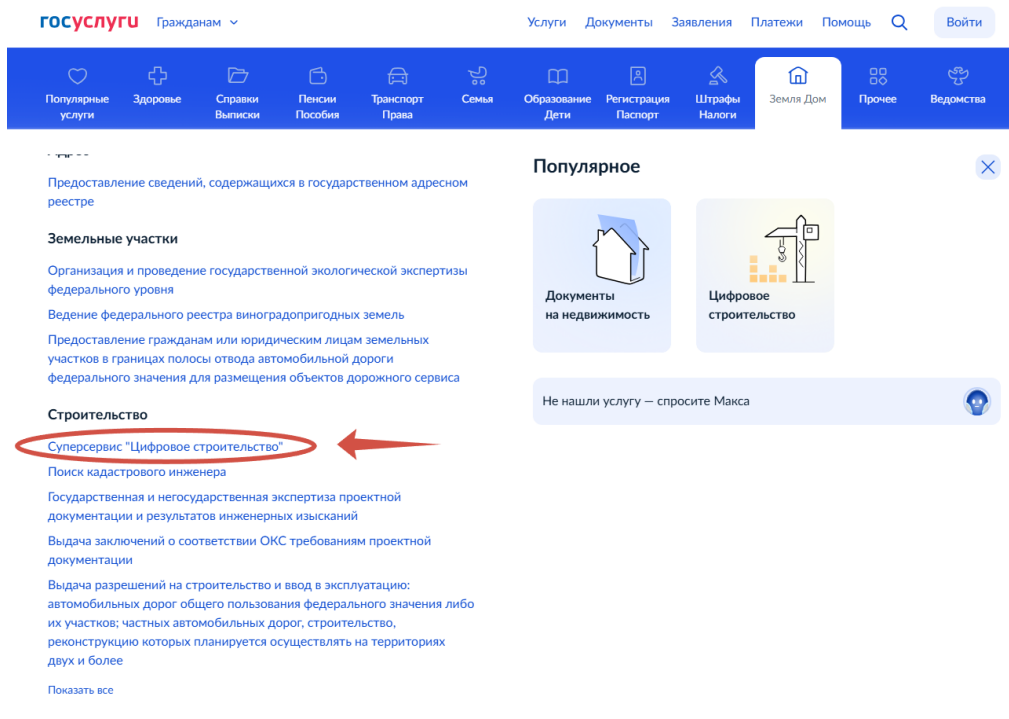 госуслуги Гражданам Услуги Документы Заявления Платежи Помощь Войти
Популярные услуги
Здоровье
Справки Выписки
Пенсии Пособия
Транспорт Права
Семья
Образование Дети
Регистрация Паспорт
Штрафы Налоги
Земля Дом
Прочее
Ведомства
Предоставление сведений, содержащихся в государственном адресном
реестре
Земельные участки
Организация и проведение государственной экологической экспертизы
федерального уровня
Ведение федерального реестра виноградопригодных земель
Предоставление гражданам или юридическим лицам земельных
участков в границах полосы отвода автомобильной дороги
федерального значения для размещения объектов дорожного сервиса
Строительство
Суперсервис "Цифровое строительство"
Поиск кадастрового инженера
Государственная и негосударственная экспертиза проектной
документации и результатов инженерных изысканий
Выдача заключений о соответствии ОКС требованиям проектной
документации
Выдача разрешений на строительство и ввод в эксплуатацию:
автомобильных дорог общего пользования федерального значения либо
их участков; частных автомобильных дорог, строительство,
реконструкцию которых планируется осуществлять на территориях
двух и более
Показать все
Популярное
Документы
на недвижимость
Цифровое
строительство
Не нашли услугу — спросите Макса